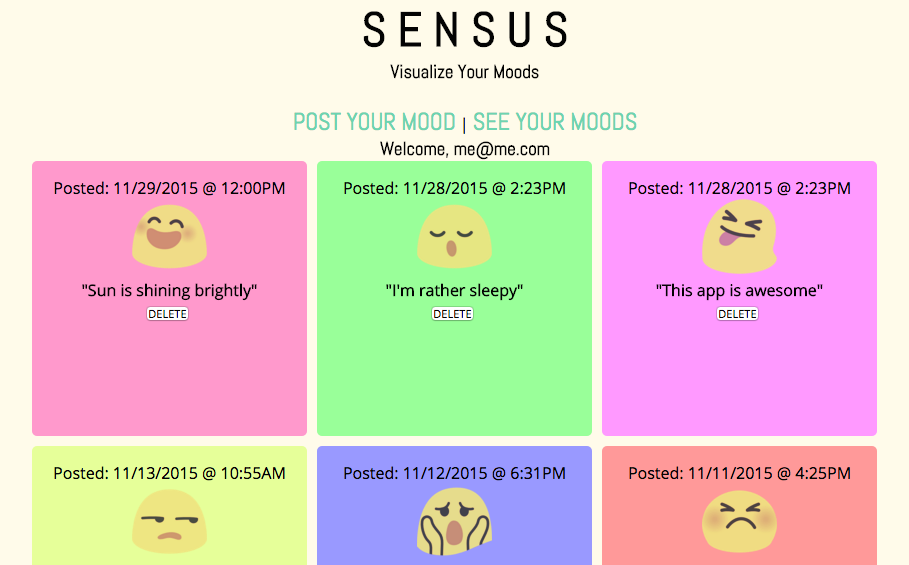 SENSUS
Visualize Your Moods
POST YOUR MOOD | SEE YOUR MOODS
Welcome, me@me.com
Posted: 11/29/2015 @ 12:00PM
"Sun is shining brightly"
DELETE
Posted: 11/28/2015 @ 2:23PM
"I'm rather sleepy"
DELETE
Posted: 11/28/2015 @ 2:23PM
"This app is awesome"
DELETE
Posted: 11/13/2015 @ 10:55AM
Posted: 11/12/2015 @ 6:31PM
Posted: 11/11/2015 @ 4:25PM